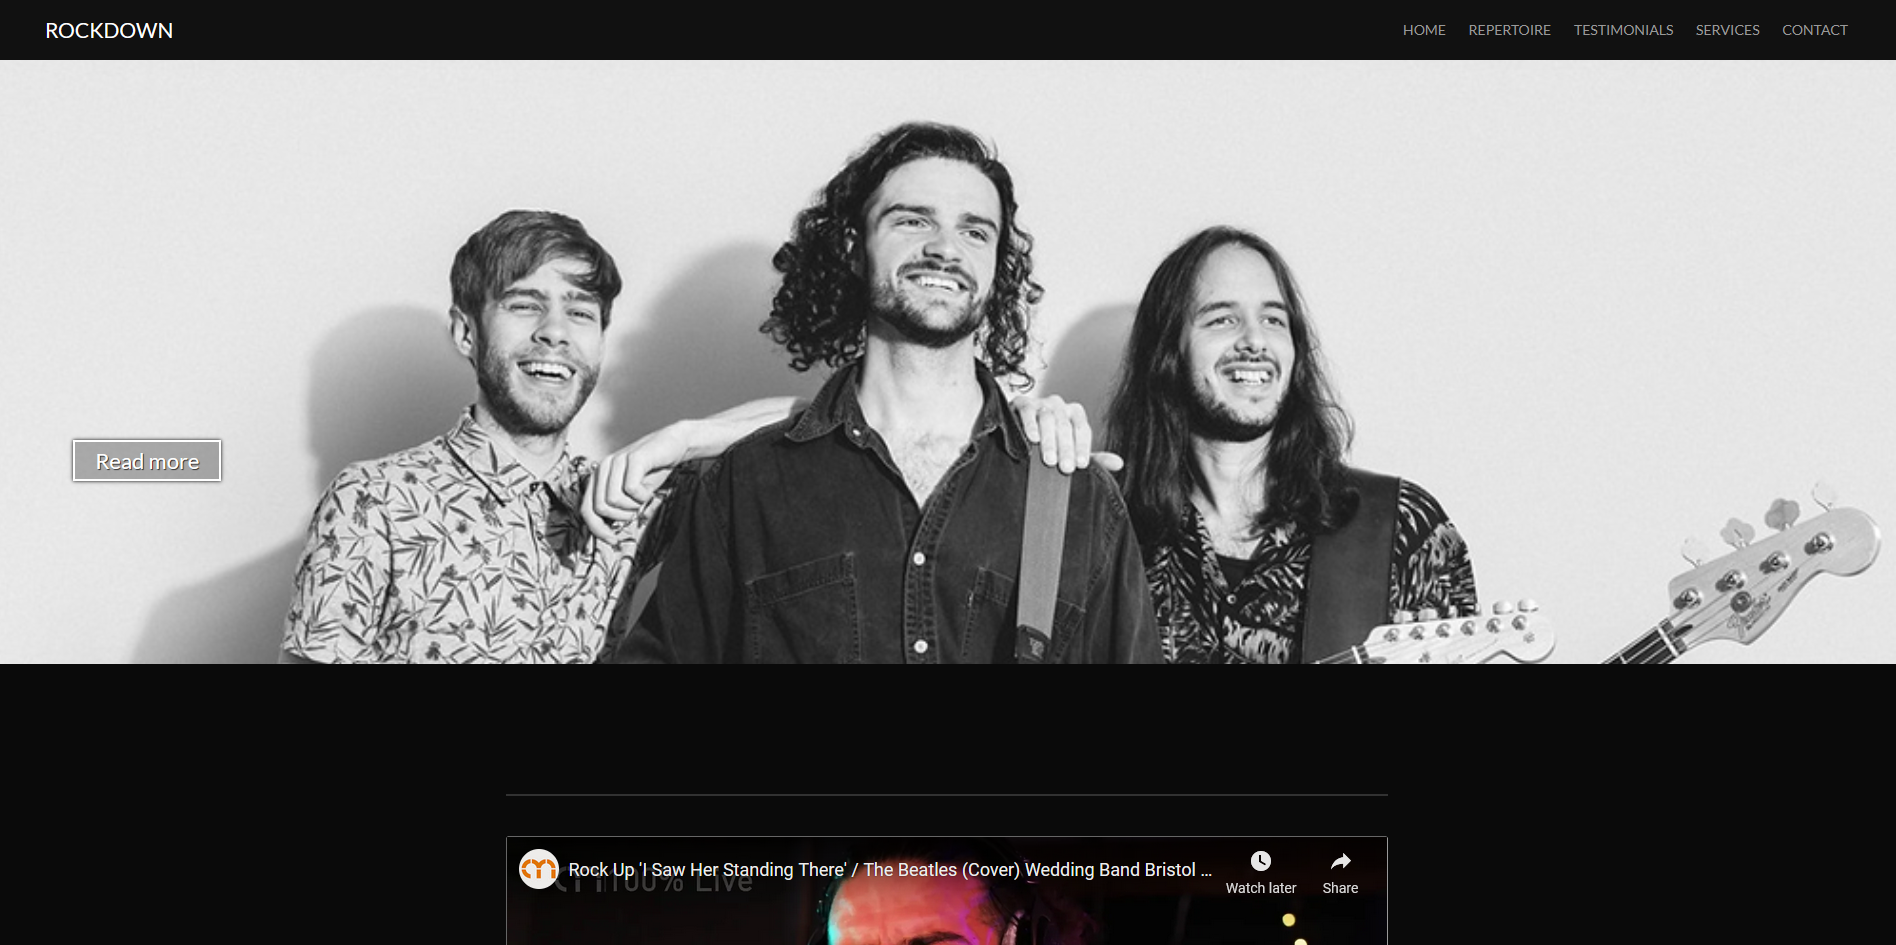 ROCKDOWN
HOME REPERTOIRE TESTIMONIALS SERVICES CONTACT
Read more
Rock Up 'I Saw Her Standing There' / The Beatles (Cover) Wedding Band Bristol ...
Watch later
Share
100% Live